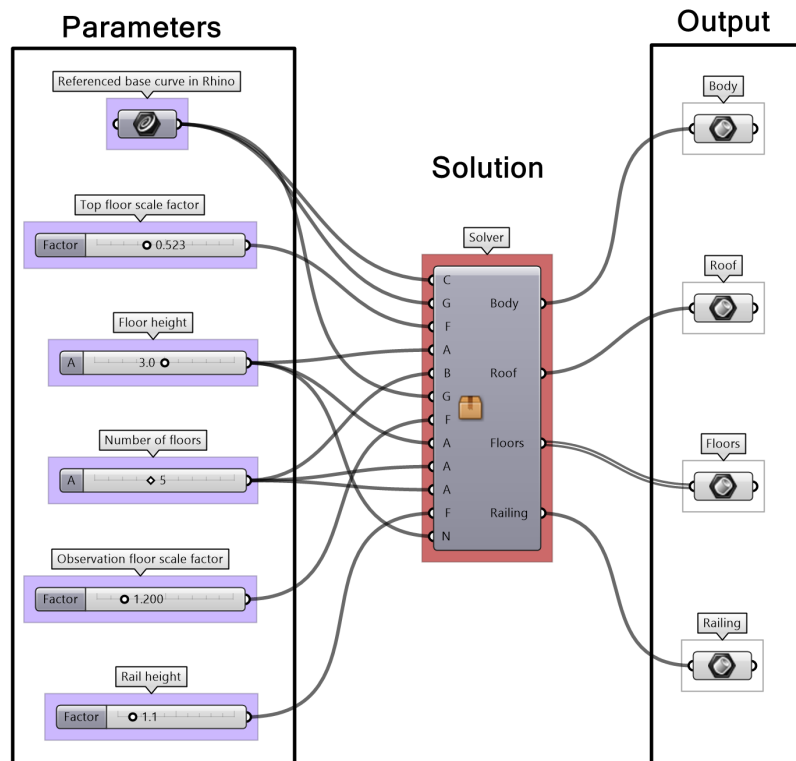 Parameters
Referenced base curve in Rhino
Top floor scale factor
Factor 0.523
Floor height
A 3.0
Number of floors
A 5
Observation floor scale factor
Factor 1.200
Rail height
Factor 1.1
Solution
Solver
C
G
F
A
B
G
F
A
A
A
F
N
Body
Roof
Floors
Railing
Output
Body
Roof
Floors
Railing